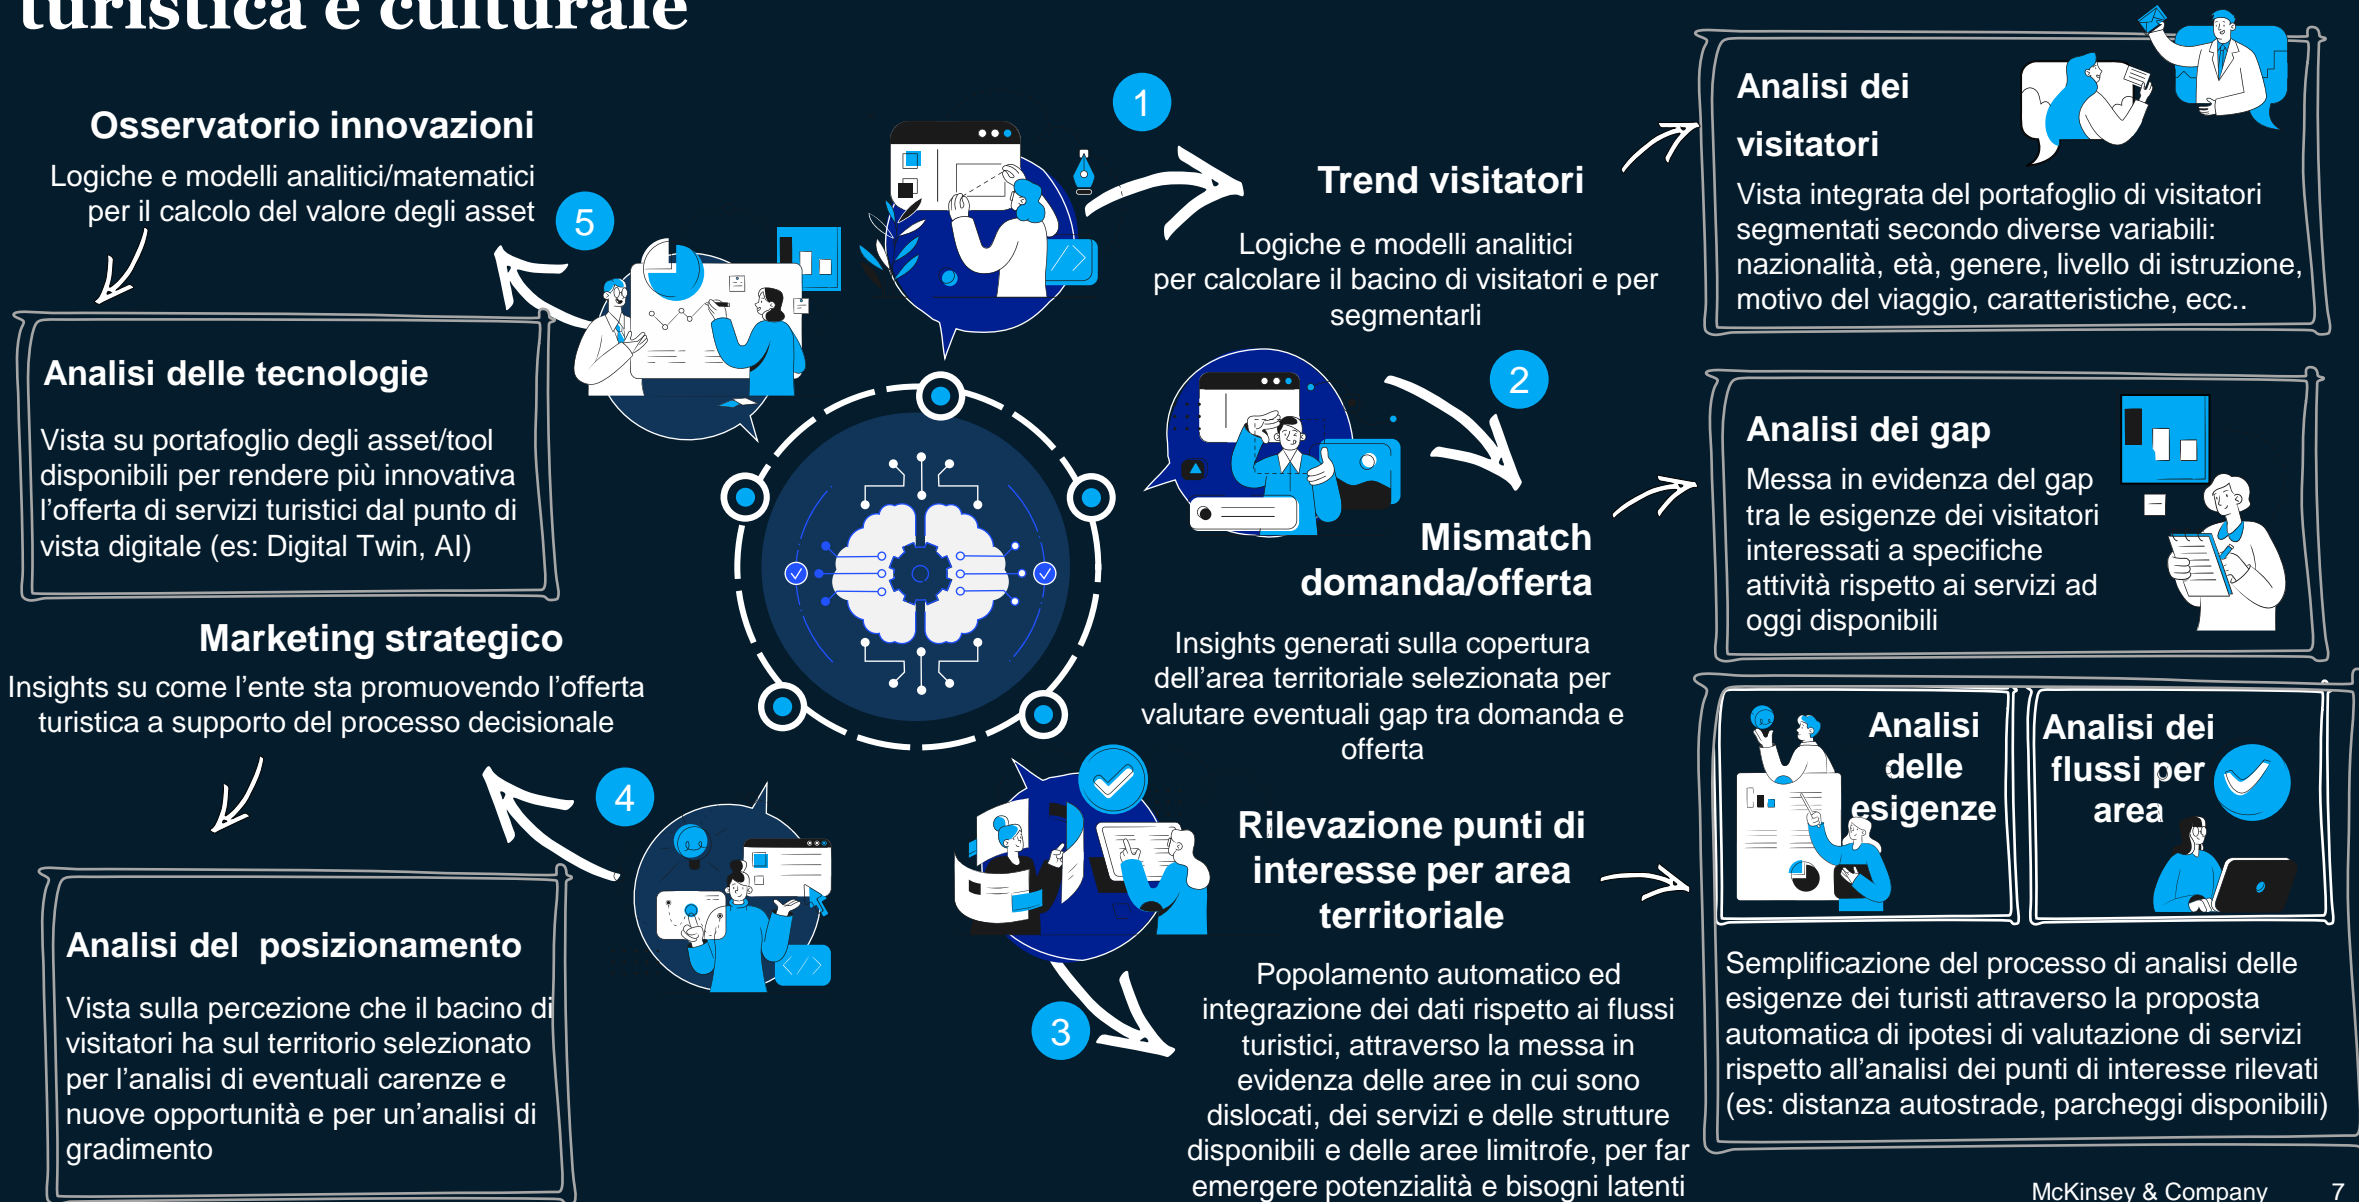 turistica e culturale
1
Trend visitatori
Logiche e modelli analitici
per calcolare il bacino di visitatori e per
segmentarli
Analisi dei
visitatori
Vista integrata del portafoglio di visitatori
segmentati secondo diverse variabili:
nazionalità, età, genere, livello di istruzione,
motivo del viaggio, caratteristiche, ecc..
2
Mismatch
domanda/offerta
Insights generati sulla copertura
dell’area territoriale selezionata per
valutare eventuali gap tra domanda e
offerta
Analisi dei gap
Messa in evidenza del gap
tra le esigenze dei visitatori
interessati a specifiche
attività rispetto ai servizi ad
oggi disponibili
3
Rilevazione punti di
interesse per area
territoriale
Popolamento automatico ed
integrazione dei dati rispetto ai flussi
turistici, attraverso la messa in
evidenza delle aree in cui sono
dislocati, dei servizi e delle strutture
disponibili e delle aree limitrofe, per far
emergere potenzialità e bisogni latenti
Analisi
delle
esigenze
Analisi dei
flussi per
area
Semplificazione del processo di analisi delle
esigenze dei turisti attraverso la proposta
automatica di ipotesi di valutazione di servizi
rispetto all’analisi dei punti di interesse rilevati
(es: distanza autostrade, parcheggi disponibili)
4
Marketing strategico
Insights su come l’ente sta promuovendo l’offerta
turistica a supporto del processo decisionale
Analisi del  posizionamento
Vista sulla percezione che il bacino di
visitatori ha sul territorio selezionato
per l’analisi di eventuali carenze e
nuove opportunità e per un’analisi di
gradimento
5
Osservatorio innovazioni
Logiche e modelli analitici/matematici
per il calcolo del valore degli asset
Analisi delle tecnologie
Vista su portafoglio degli asset/tool
disponibili per rendere più innovativa
l’offerta di servizi turistici dal punto di
vista digitale (es: Digital Twin, AI)
McKinsey & Company 7